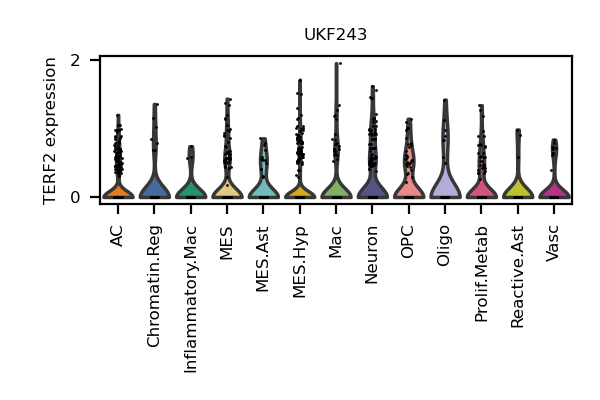 UKF243
TERF2 expression
2
0
AC
Chromatin.Reg
Inflammatory.Mac
MES
MES.Ast
MES.Hyp
Mac
Neuron
OPC
Oligo
Prolif.Metab
Reactive.Ast
Vasc